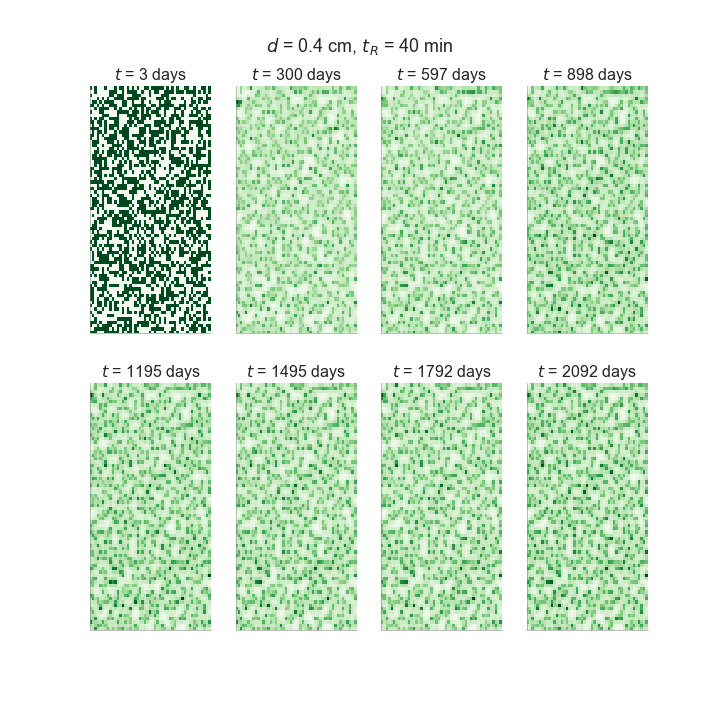 d = 0.4 cm, t_R = 40 min
t = 3 days
t = 300 days
t = 597 days
t = 898 days
t = 1195 days
t = 1495 days
t = 1792 days
t = 2092 days